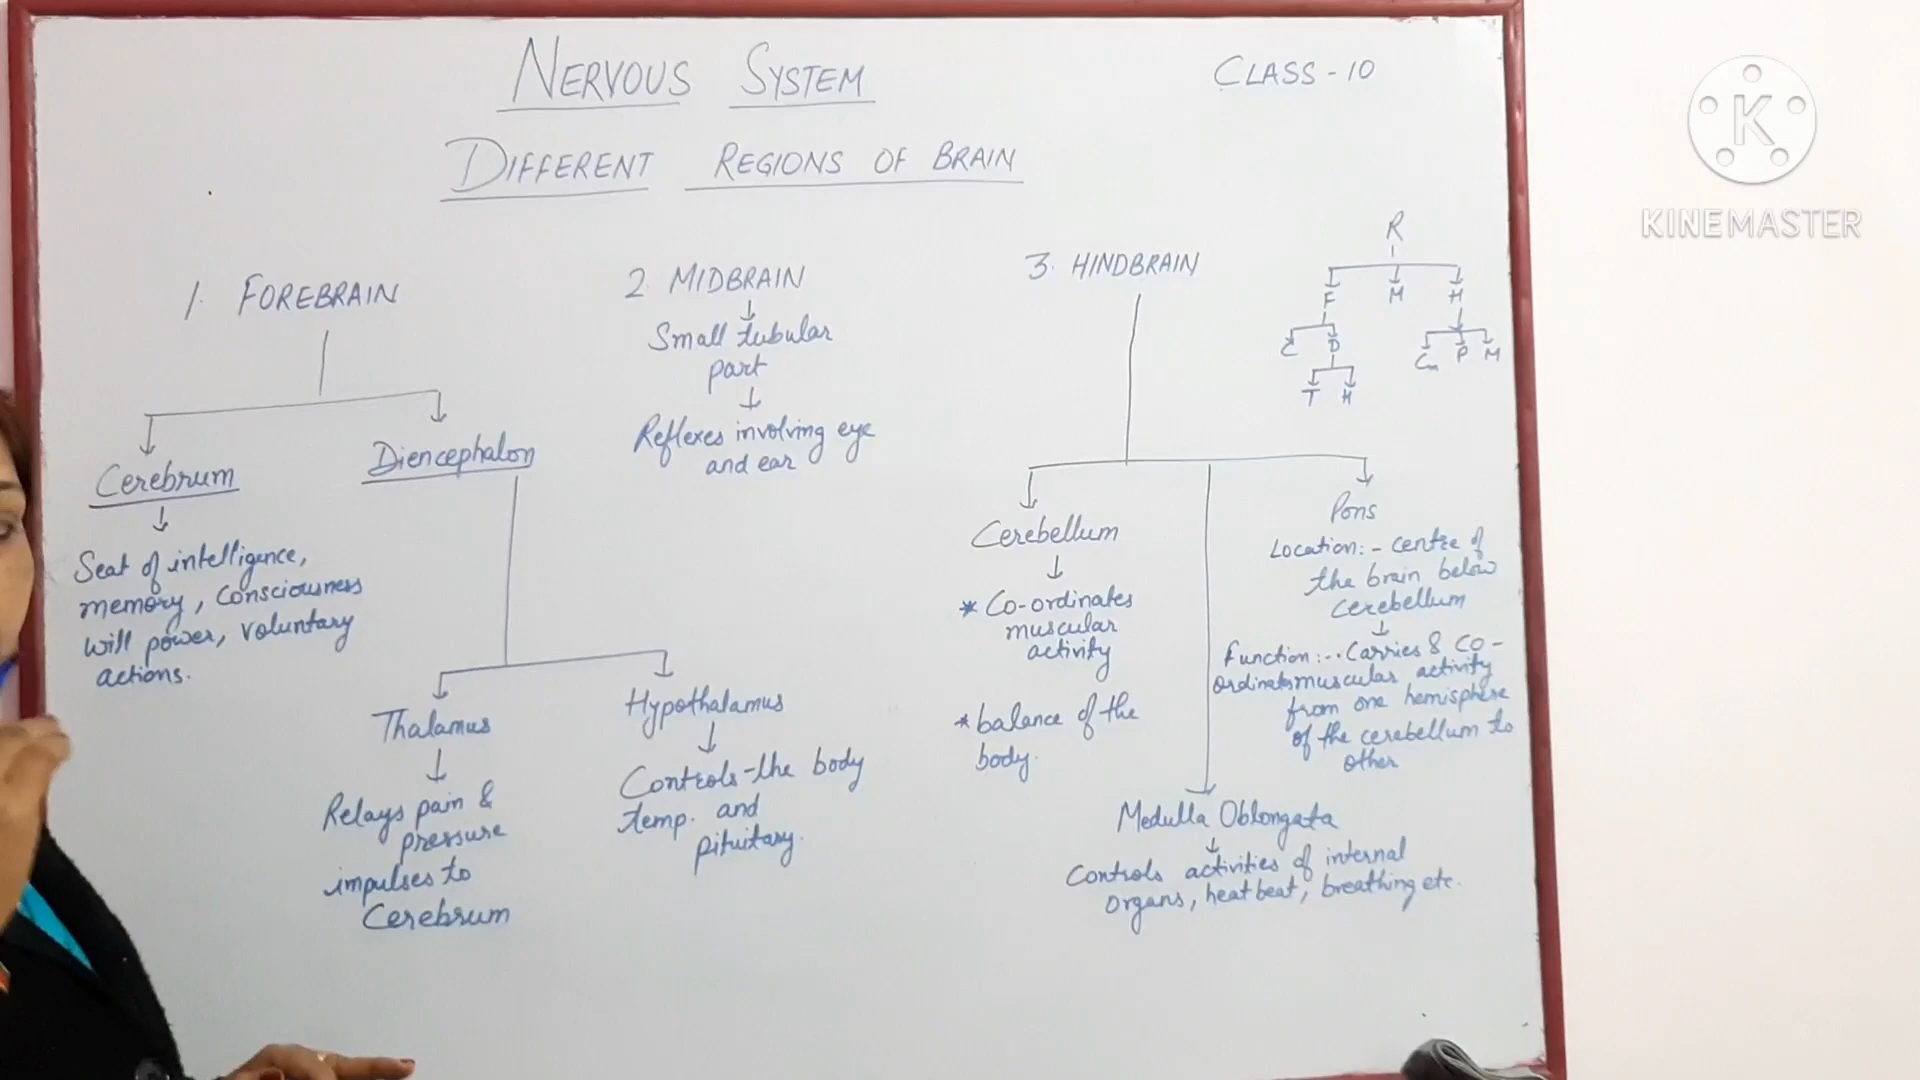 NERVOUS SYSTEM
CLASS - 10
DIFFERENT REGIONS OF BRAIN
K
KINEMASTER
1. FOREBRAIN
Cerebrum
Seat of intelligence,
memory, consciousness
will power, voluntary
actions.
Diencephalon
Thalamus
Relays pain &
pressure
impulses to
Cerebrum
Hypothalamus
Controls the body
temp. and
pituitary.
2. MIDBRAIN
Small tubular
part
Reflexes involving eye
and ear
3. HINDBRAIN
Cerebellum
* Co-ordinates
muscular
activity
* balance of the
body.
Medulla Oblongata
Controls activities of internal
organs, heat beat, breathing etc.
Pons
Location:- centre of
the brain below
cerebellum
Function:.. Carries & co-
ordinates muscular activity
from one hemisphere
of the cerebellum to
other
R
F M H
C D Cm P M
T H